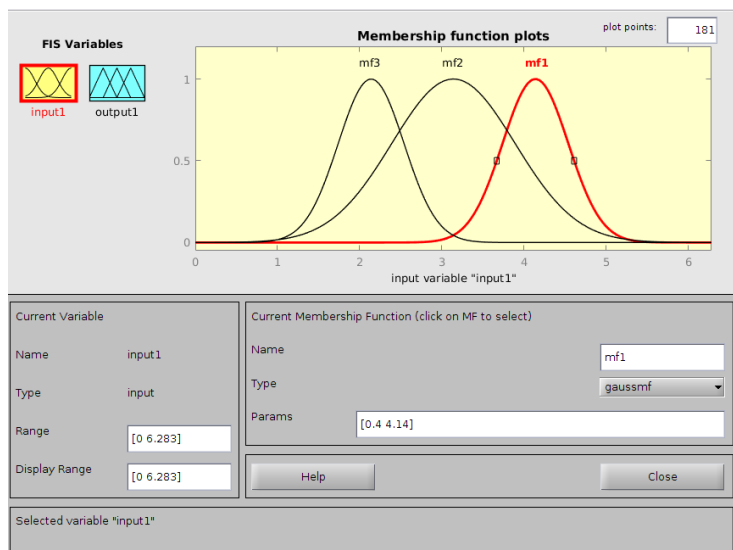 FIS Variables
input1
output1
Membership function plots
plot points:
181
mf3
mf2
mf1
1
0.5
0
0
1
2
3
4
5
6
input variable "input1"
Current Variable
Name
input1
Type
input
Range
[0 6.283]
Display Range
[0 6.283]
Current Membership Function (click on MF to select)
Name
mf1
Type
gaussmf
Params
[0.4 4.14]
Help
Close
Selected variable "input1"